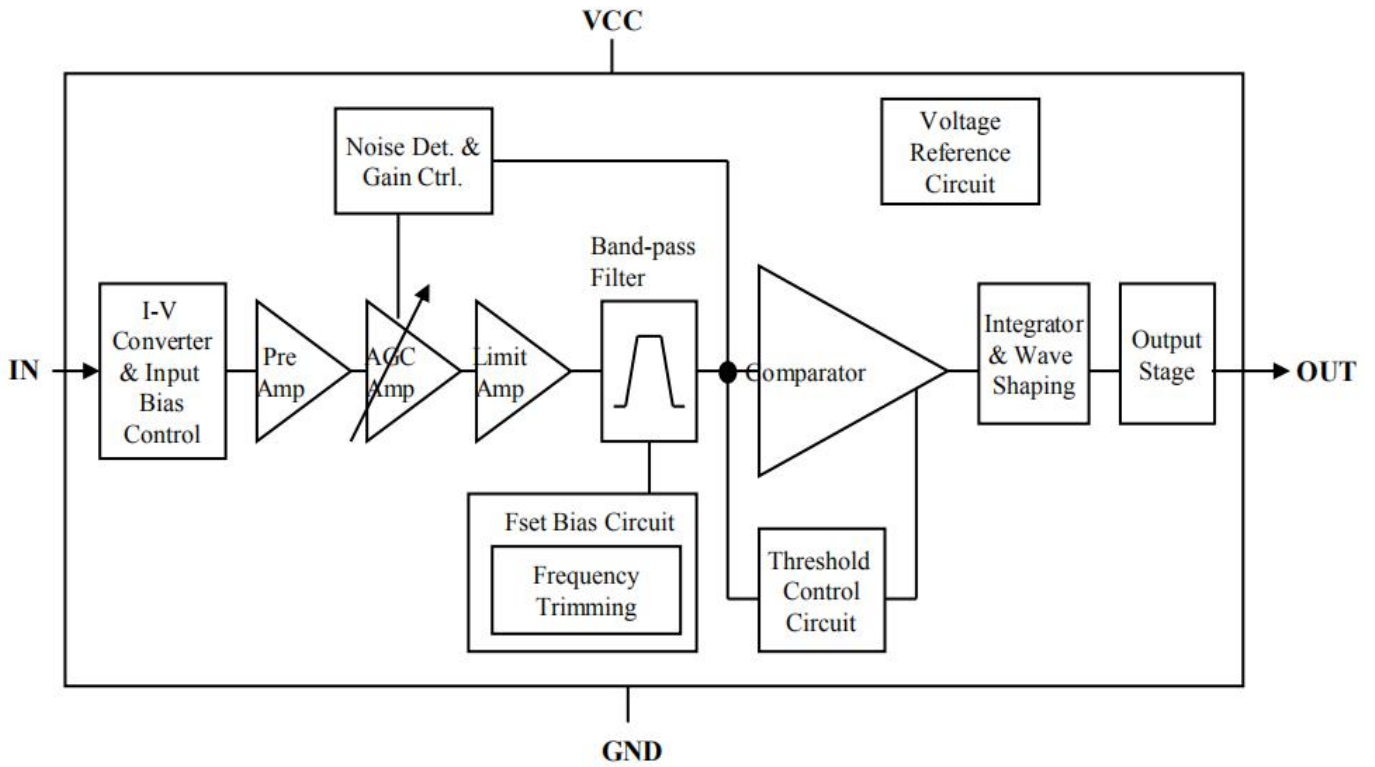 VCC
Noise Det. &
Gain Ctrl.
Voltage
Reference
Circuit
Band-pass
Filter
IN
I-V
Converter
& Input
Bias
Control
Pre
Amp
AGC
Amp
Limit
Amp
Comparator
Integrator
& Wave
Shaping
Output
Stage
OUT
Fset Bias Circuit
Frequency
Trimming
Threshold
Control
Circuit
GND